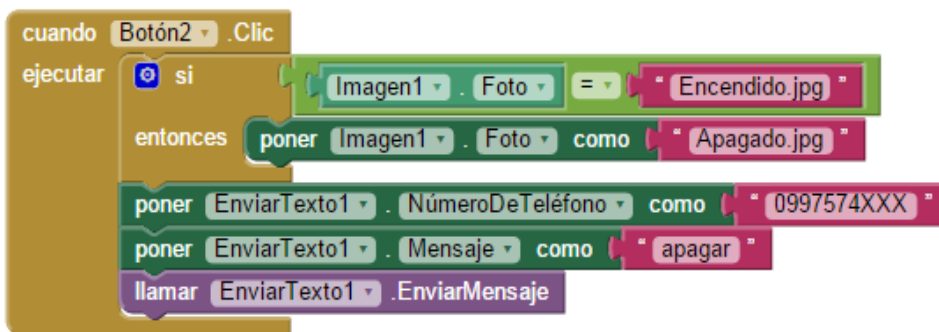 cuando Botón2 .Clic
ejecutar si Imagen1 . Foto = " Encendido.jpg "
entonces poner Imagen1 . Foto como " Apagado.jpg "
poner EnviarTexto1 . NúmeroDeTeléfono como " 0997574XXX "
poner EnviarTexto1 . Mensaje como " apagar "
llamar EnviarTexto1 .EnviarMensaje